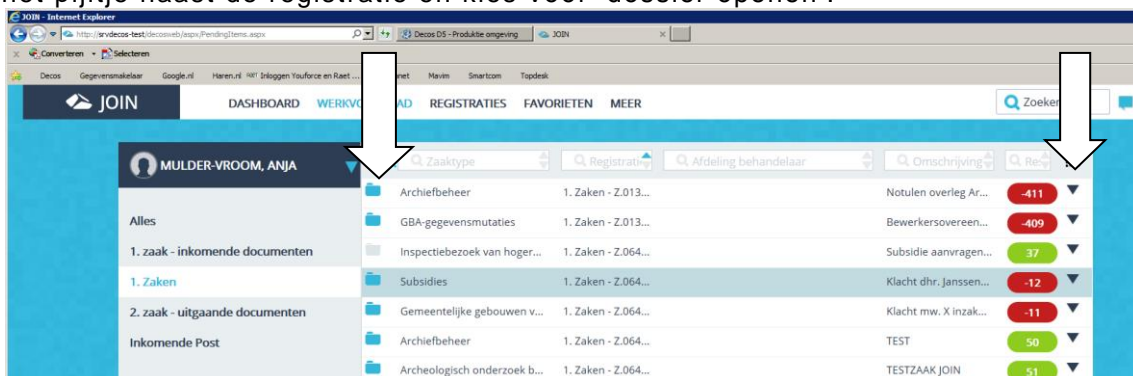 het pijltje naast de registratie en kies voor 'dossier openen'.
JOIN - Internet Explorer
http://srvdecos-test/decosweb/aspx/PendingItems.aspx
Decos D5 - Produktie omgeving
JOIN
Converteren
Selecteren
Decos Gegevensmakelaar Google.nl Haren.nl Inloggen Youforce en Raet ... Mavim Smartcom Topdesk
JOIN
DASHBOARD REGISTRATIES FAVORIETEN MEER
MULDER-VROOM, ANJA
Zaaktype Registrati Afdeling behandelaar Omschrijving Re
Archiefbeheer 1. Zaken - Z.013... Notulen overleg Ar... -411
Alles
GBA-gegevensmutaties 1. Zaken - Z.013... Bewerkersovereen... -409
1. zaak - inkomende documenten
Inspectiebezoek van hoger... 1. Zaken - Z.064... Subsidie aanvragen... 37
1. Zaken
Subsidies 1. Zaken - Z.064... Klacht dhr. Janssen... -12
2. zaak - uitgaande documenten
Gemeentelijke gebouwen v... 1. Zaken - Z.064... Klacht mw. X inzak... -11
Inkomende Post
Archiefbeheer 1. Zaken - Z.064... TEST 50
Archeologisch onderzoek b... 1. Zaken - Z.064... TESTZAAK JOIN 51